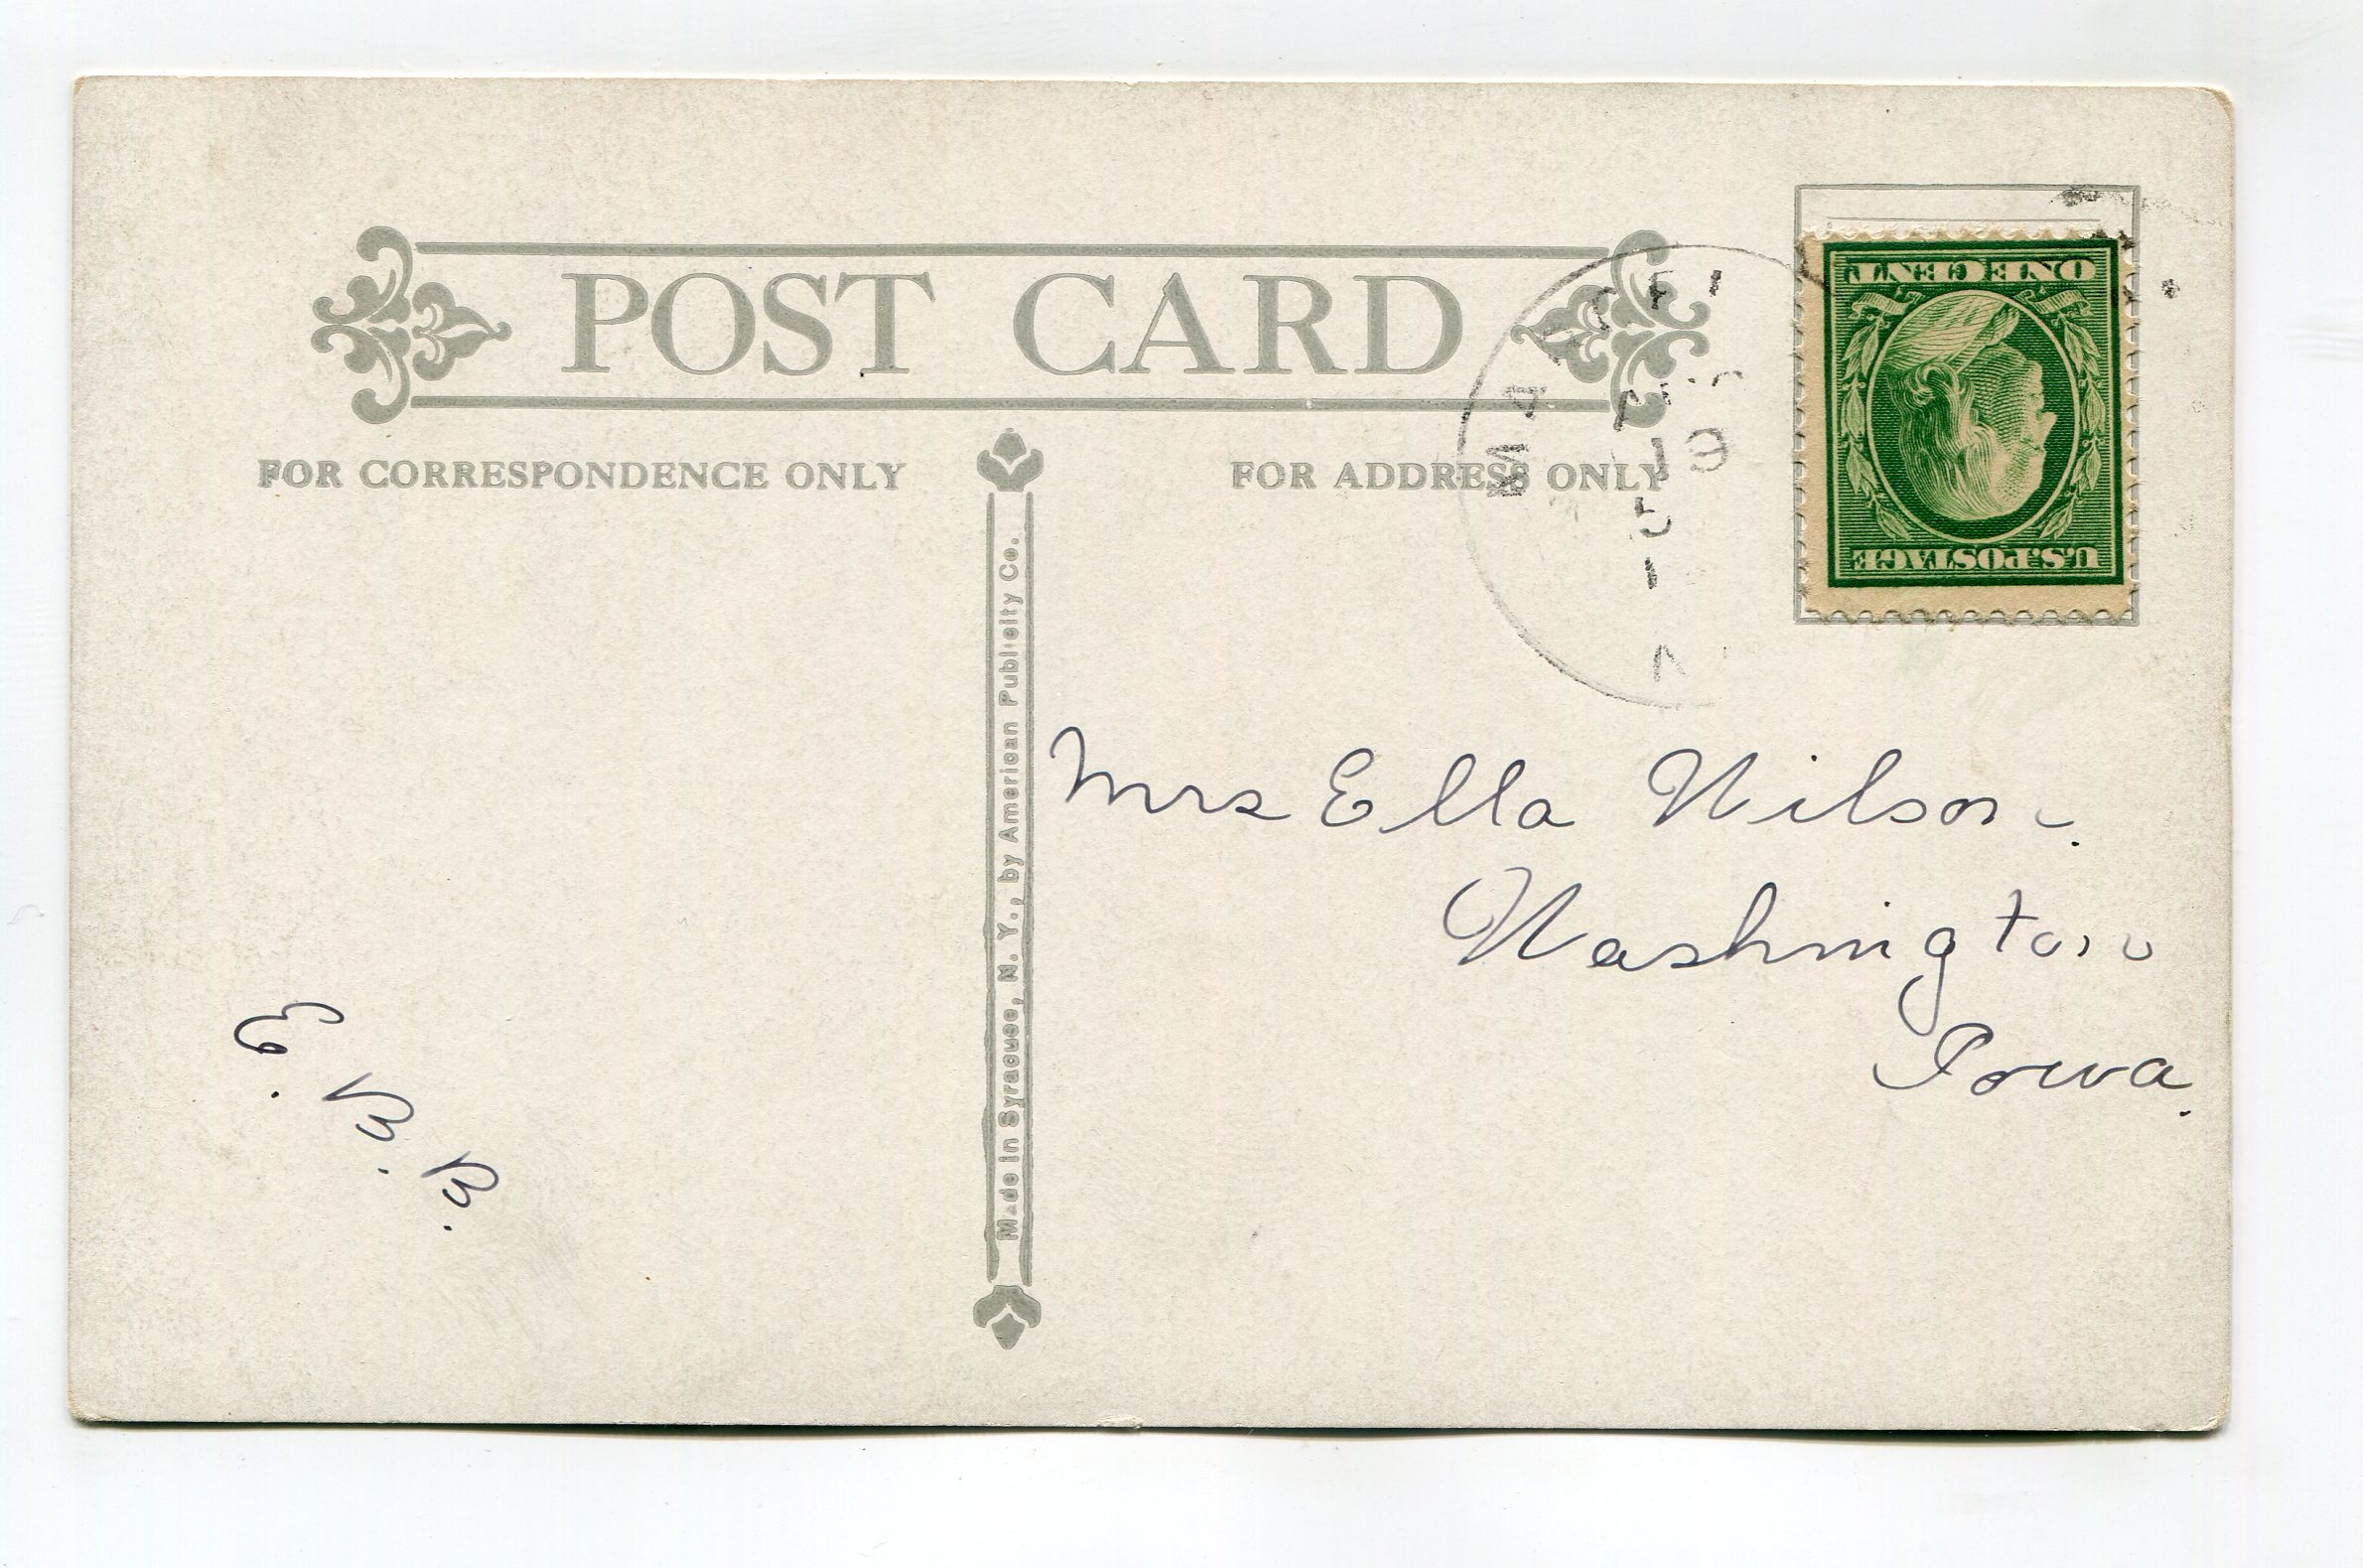 POST CARD
FOR CORRESPONDENCE ONLY
FOR ADDRESS ONLY
ONE CENT
U.S. POSTAGE
Made in Syracuse, N. Y., by American Publicity Co.
Mrs Ella Wilson.
Washington
Iowa.